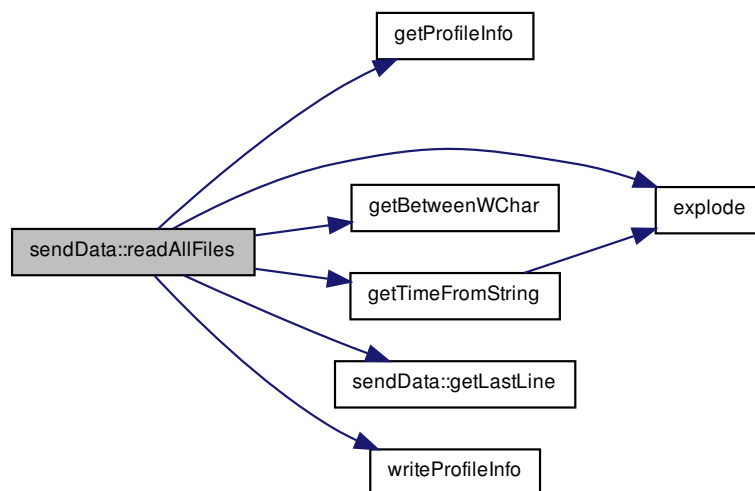 getProfileInfo
getBetweenWChar
explode
sendData::readAllFiles
getTimeFromString
sendData::getLastLine
writeProfileInfo